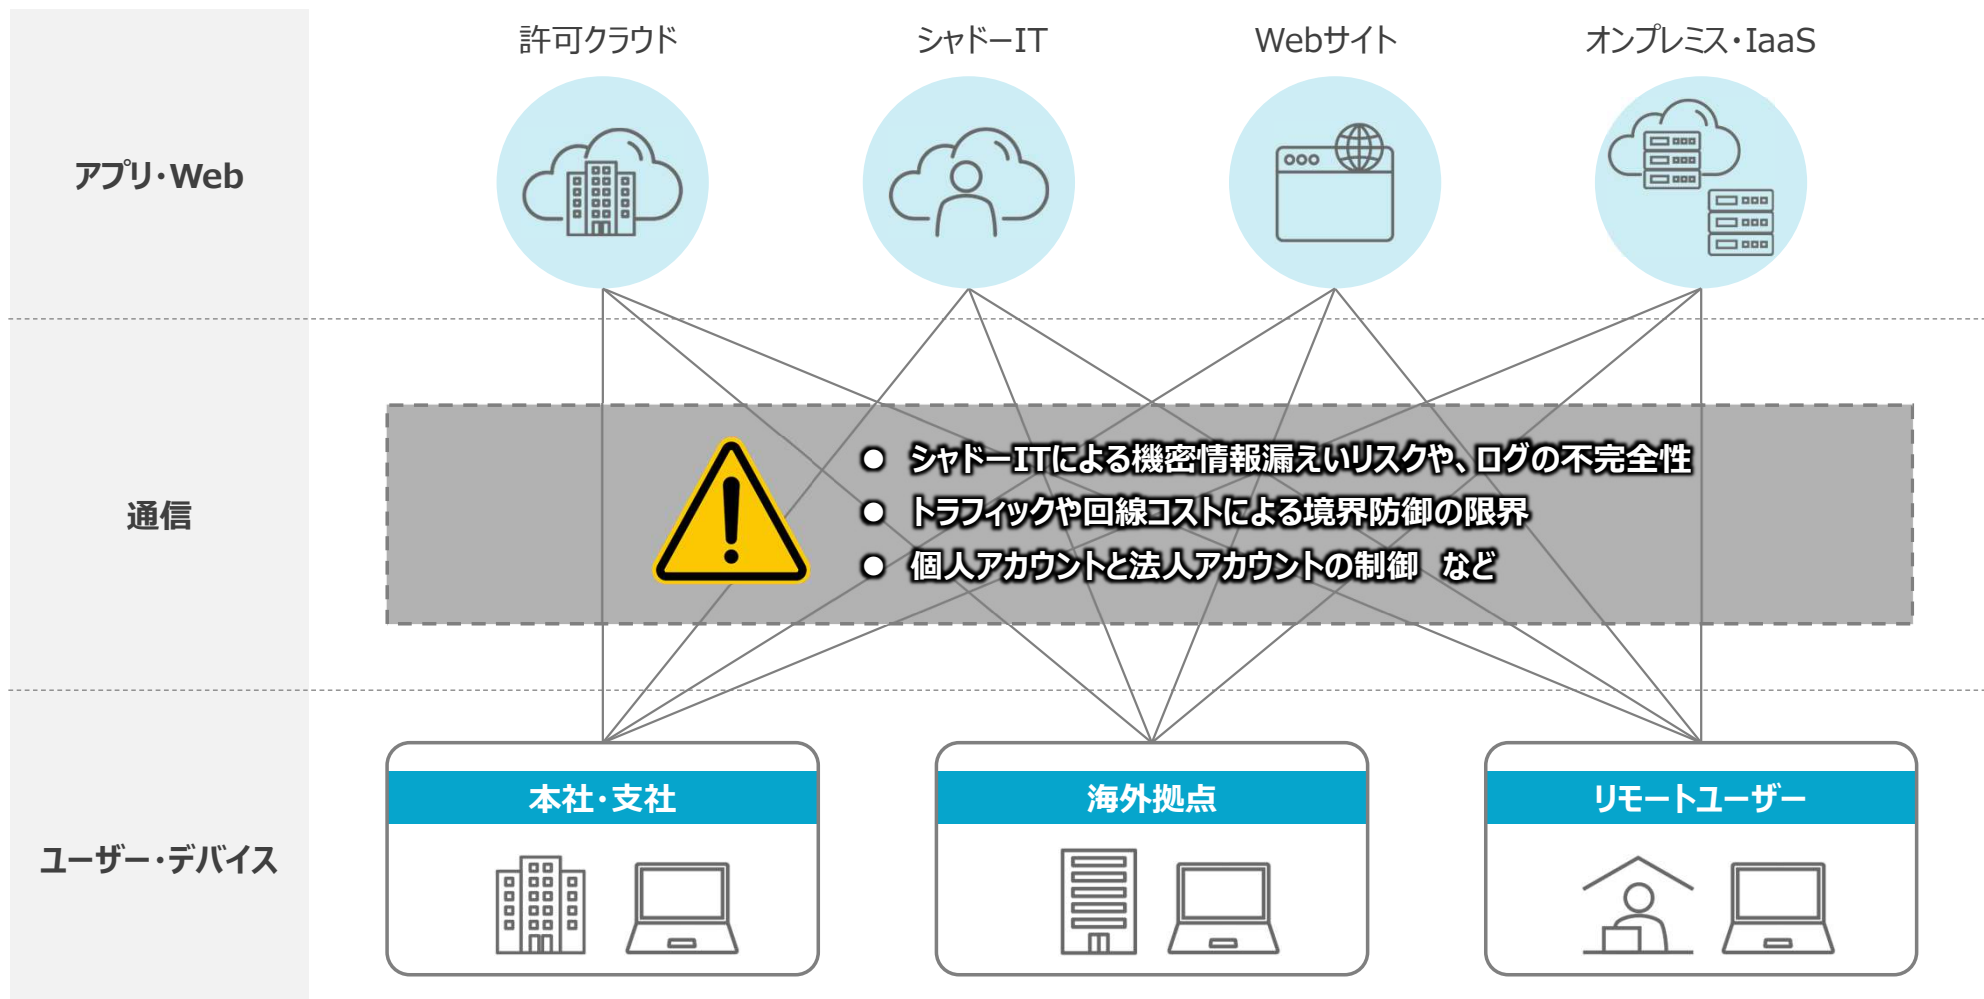 許可クラウド
シャドーIT
Webサイト
オンプレミス・IaaS
アプリ・Web
通信
● シャドーITによる機密情報漏えいリスクや、ログの不完全性
● トラフィックや回線コストによる境界防御の限界
● 個人アカウントと法人アカウントの制御　など
ユーザー・デバイス
本社・支社
海外拠点
リモートユーザー